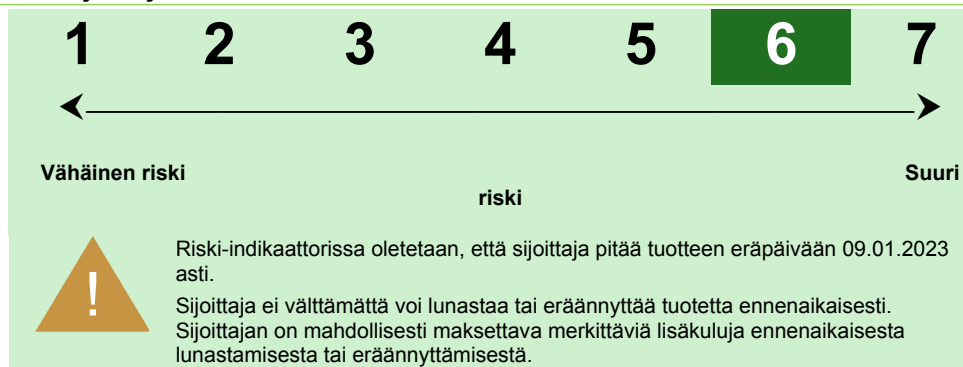 1 2 3 4 5 6 7
Vähäinen riski Suuri
riski
! Riski-indikaattorissa oletetaan, että sijoittaja pitää tuotteen eräpäivään 09.01.2023
asti.
Sijoittaja ei välttämättä voi lunastaa tai eräännyttää tuotetta ennenaikaisesti.
Sijoittajan on mahdollisesti maksettava merkittäviä lisäkuluja ennenaikaisesta
lunastamisesta tai eräännyttämisestä.